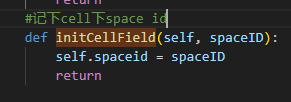 return
#记下cell下space id
def initCellField(self, spaceID):
self.spaceid = spaceID
return